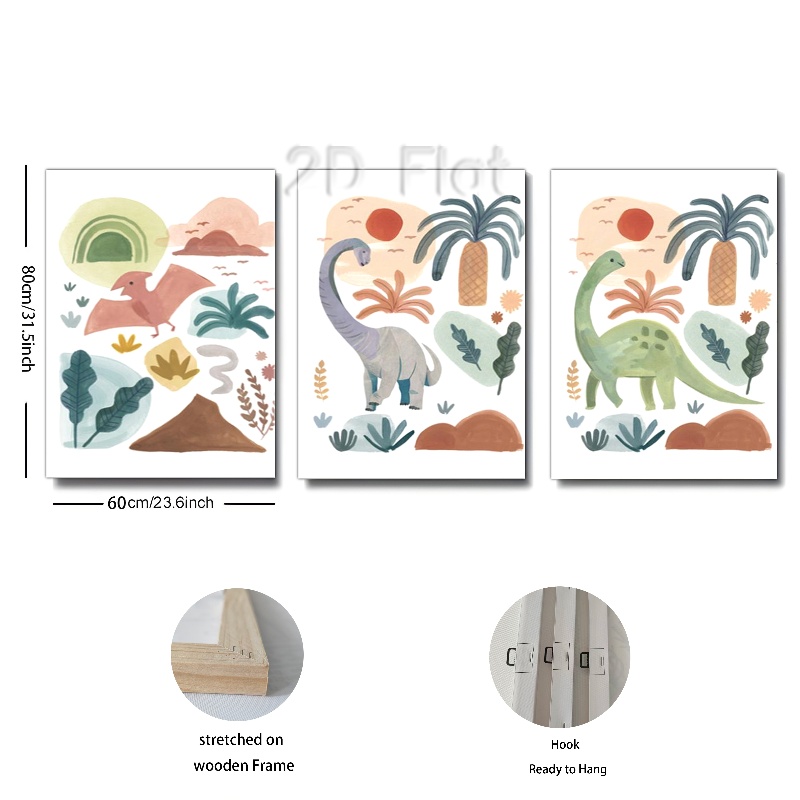 2D Flat
80cm/31.5inch
60cm/23.6inch
stretched on
wooden Frame
Hook
Ready to Hang